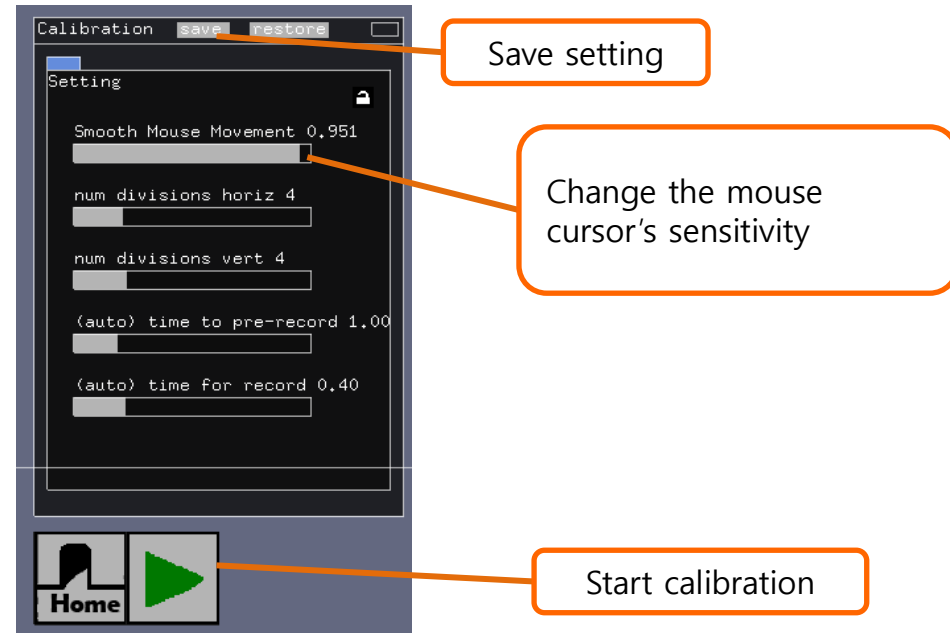 Calibration save restore
Save setting
Setting
Smooth Mouse Movement 0.951
Change the mouse
cursor’s sensitivity
num divisions horiz 4
num divisions vert 4
(auto) time to pre-record 1.00
(auto) time for record 0.40
Home
Start calibration